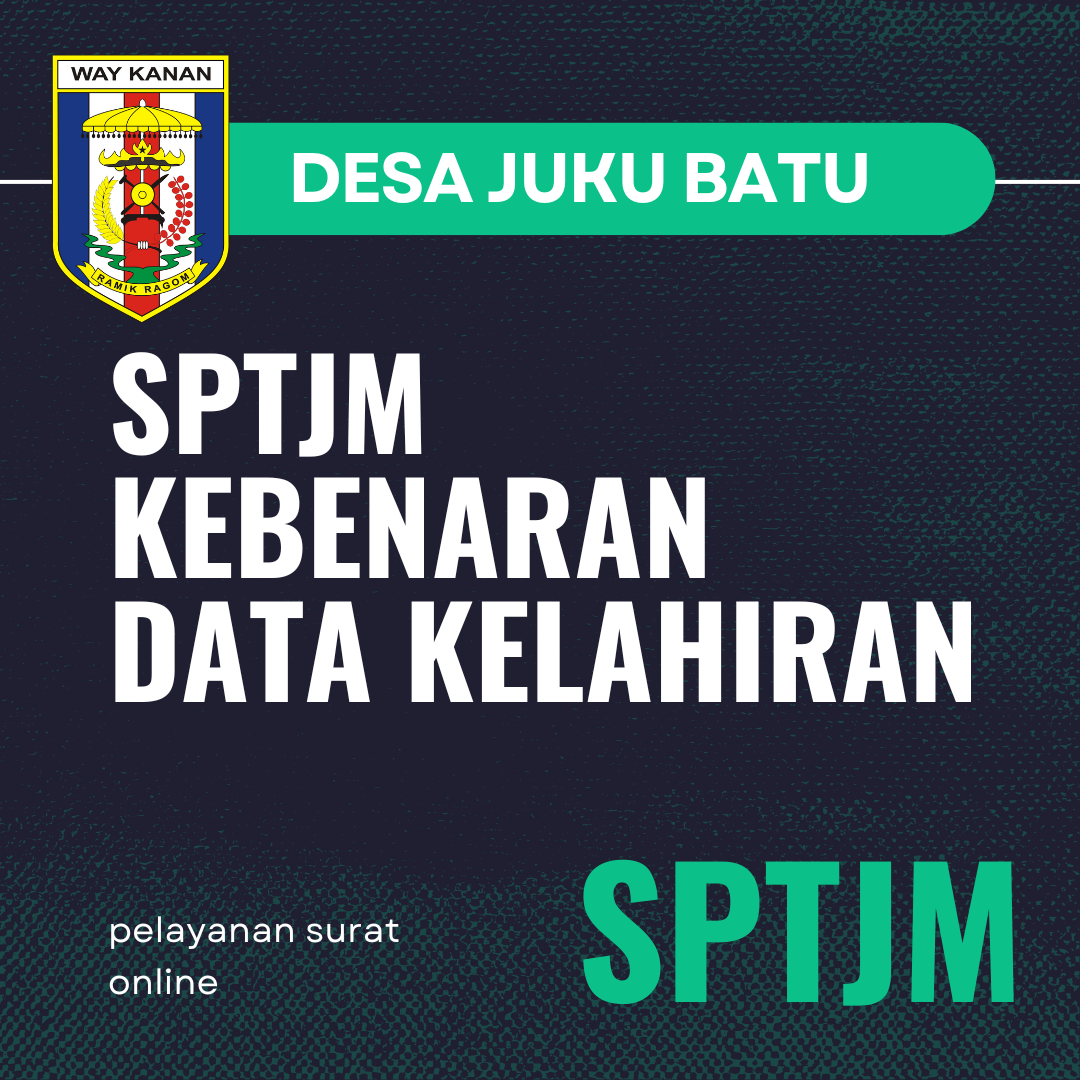 WAY KANAN
DESA JUKU BATU
RAMIK RAGOM
SPTJM
KEBENARAN
DATA KELAHIRAN
pelayanan surat
online
SPTJM